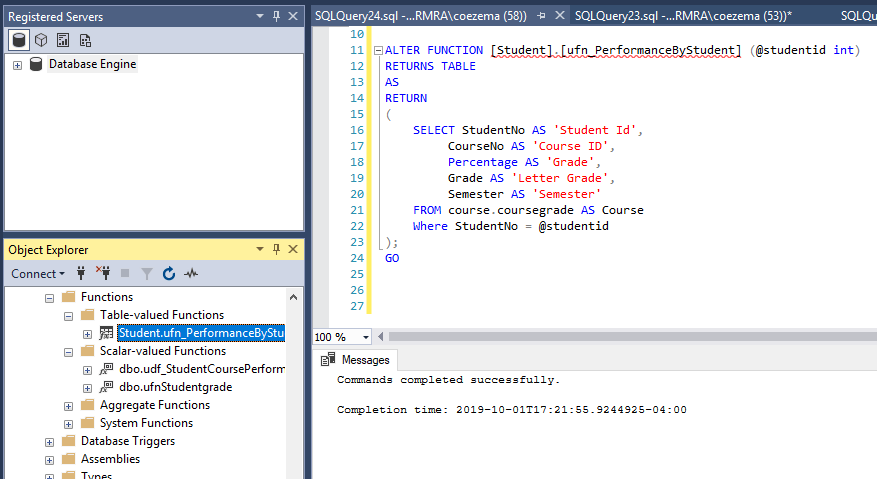 Registered Servers
Database Engine
Object Explorer
Connect
Functions
Table-valued Functions
Student.ufn_PerformanceByStu
Scalar-valued Functions
dbo.udf_StudentCoursePerform
dbo.ufnStudentgrade
Aggregate Functions
System Functions
Database Triggers
Assemblies
Types
SQLQuery24.sql -...RMRA\coezema (58)) SQLQuery23.sql -...RMRA\coezema (53))* SQLQu
10
11 ALTER FUNCTION [Student].[ufn_PerformanceByStudent] (@studentid int)
12 RETURNS TABLE
13 AS
14 RETURN
15 (
16 SELECT StudentNo AS 'Student Id',
17 CourseNo AS 'Course ID',
18 Percentage AS 'Grade',
19 Grade AS 'Letter Grade',
20 Semester AS 'Semester'
21 FROM course.coursegrade AS Course
22 Where StudentNo = @studentid
23 );
24 GO
25
26
27
100 %
Messages
Commands completed successfully.
Completion time: 2019-10-01T17:21:55.9244925-04:00